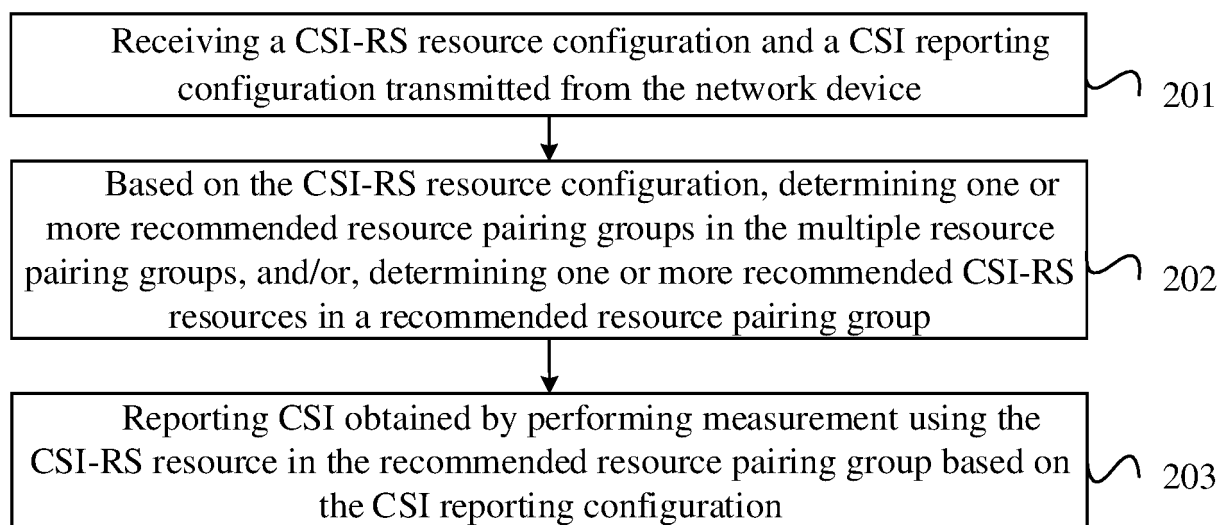 Receiving a CSI-RS resource configuration and a CSI reporting
configuration transmitted from the network device
201
Based on the CSI-RS resource configuration, determining one or
more recommended resource pairing groups in the multiple resource
pairing groups, and/or, determining one or more recommended CSI-RS
resources in a recommended resource pairing group
202
Reporting CSI obtained by performing measurement using the
CSI-RS resource in the recommended resource pairing group based on
the CSI reporting configuration
203